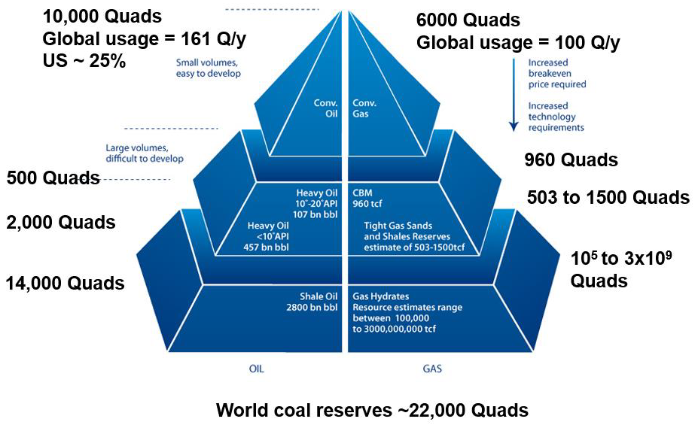 10,000 Quads
Global usage = 161 Q/y
US ~ 25%
6000 Quads
Global usage = 100 Q/y
Small volumes,
easy to develop
Increased
breakeven
price required
Increased
technology
requirements
Conv.
Oil
Conv.
Gas
Large volumes,
difficult to develop
500 Quads
960 Quads
Heavy Oil
10°-20°API
107 bn bbl
CBM
960 tcf
503 to 1500 Quads
2,000 Quads
Heavy Oil
<10°API
457 bn bbl
Tight Gas Sands
and Shales Reserves
estimate of 503-1500tcf
10⁵ to 3x10⁹
Quads
14,000 Quads
Shale Oil
2800 bn bbl
Gas Hydrates
Resource estimates range
between 100,000
to 3000,000,000 tcf
OIL
GAS
World coal reserves ~22,000 Quads